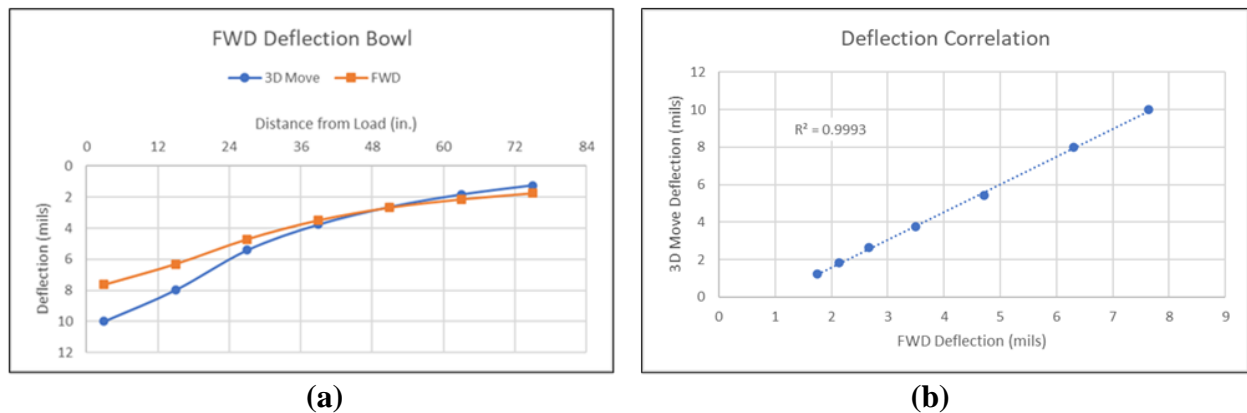 FWD Deflection Bowl
3D Move FWD
Distance from Load (in.)
0 12 24 36 48 60 72 84
0
2
4
6
8
10
12
Deflection (mils)
(a)
Deflection Correlation
12
10
8
6
4
2
0
3D Move Deflection (mils)
R² = 0.9993
0 1 2 3 4 5 6 7 8 9
FWD Deflection (mils)
(b)